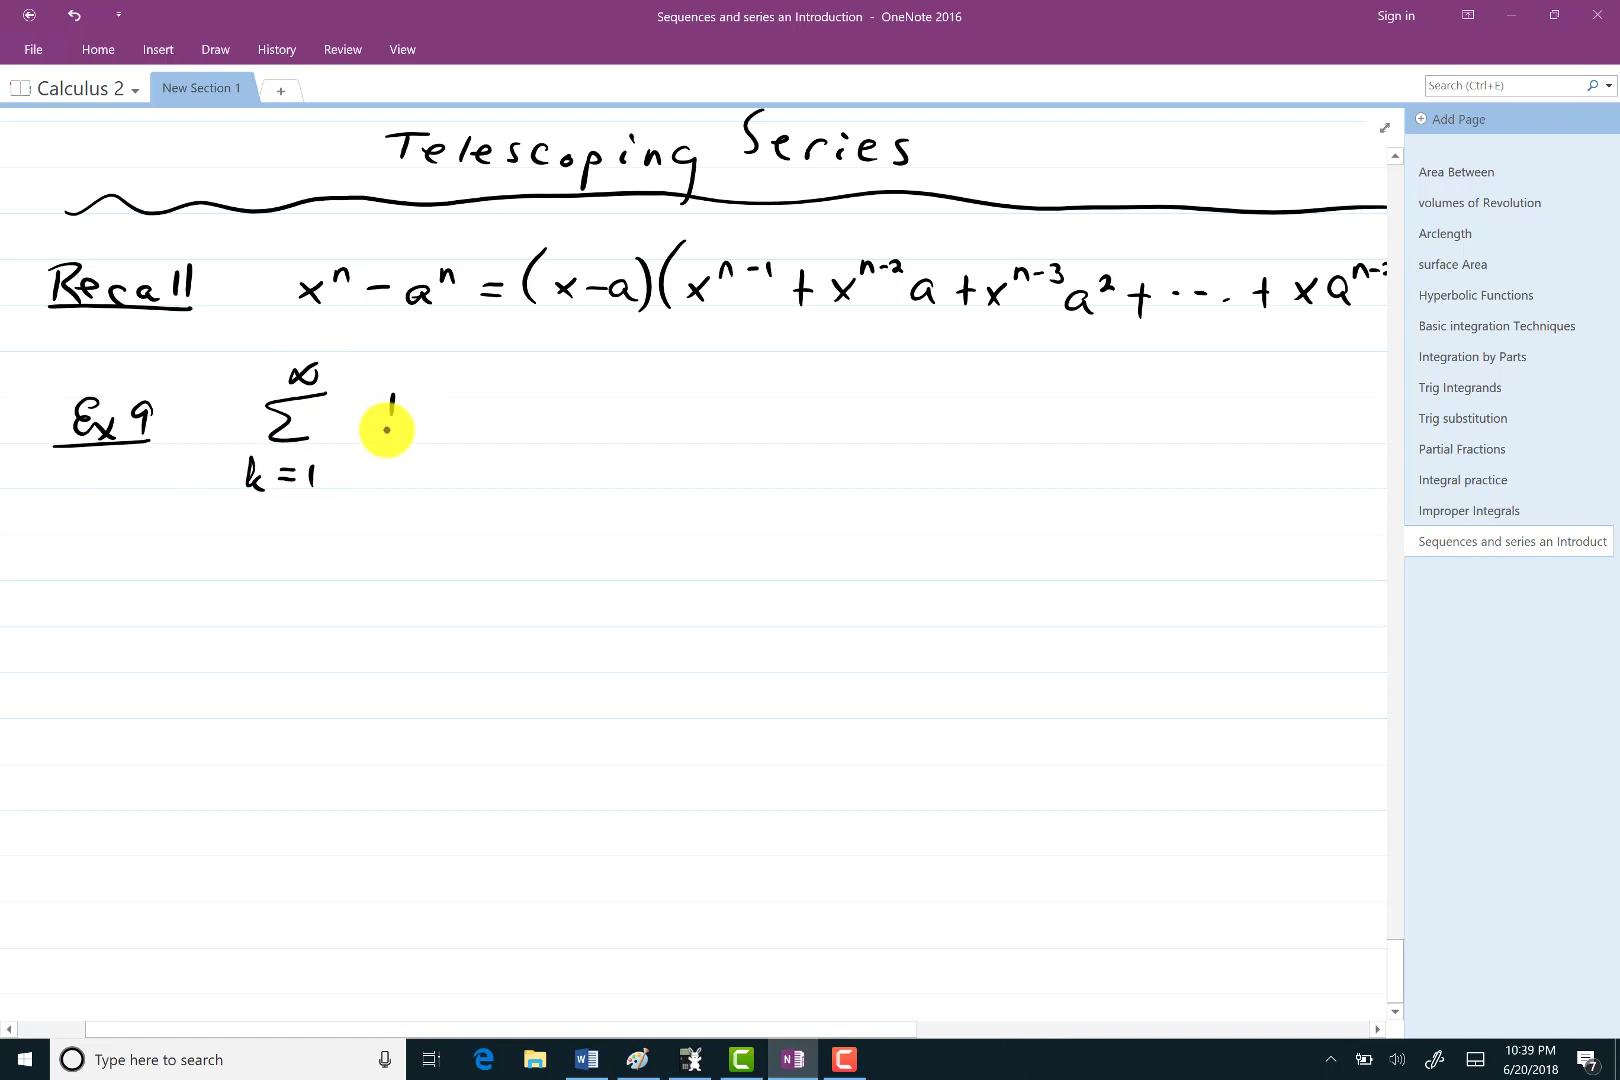 Sequences and series an Introduction - OneNote 2016
Sign in
File Home Insert Draw History Review View
Calculus 2
New Section 1
+
Search (Ctrl+E)
Add Page
Area Between
volumes of Revolution
Arclength
surface Area
Hyperbolic Functions
Basic integration Techniques
Integration by Parts
Trig Integrands
Trig substitution
Partial Fractions
Integral practice
Improper Integrals
Sequences and series an Introduct
Telescoping Series
Recall xⁿ - aⁿ = (x-a)(xⁿ⁻¹ + xⁿ⁻²a + xⁿ⁻³a² + ... + xaⁿ⁻
Ex 9 ∞
∑ 1
k = 1
Type here to search
10:39 PM
6/20/2018
7